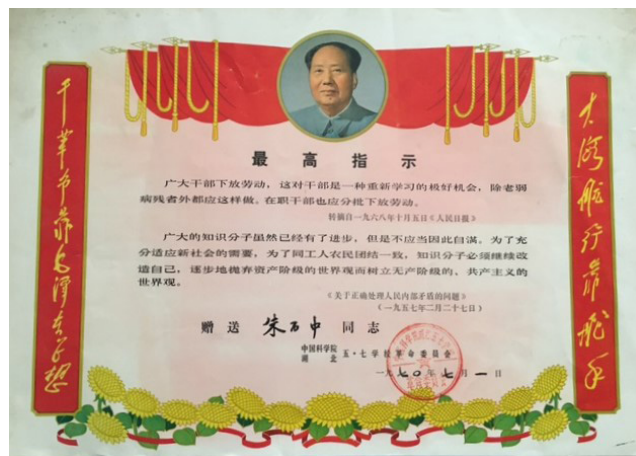 大海航行靠舵手
干革命靠毛泽东思想
最高指示
广大干部下放劳动，这对干部是一种重新学习的极好机会，除老弱
病残者外都应这样做。在职干部也应分批下放劳动。
转摘自一九六八年十月五日《人民日报》
广大的知识分子虽然已经有了进步，但是不应当因此自满。为了充
分适应新社会的需要，为了同工人农民团结一致，知识分子必须继续改
造自己，逐步地抛弃资产阶级的世界观而树立无产阶级的、共产主义的
世界观。
《关于正确处理人民内部矛盾的问题》
（一九五七年二月二十七日）
赠送 朱 中 同志
中国科学院
湖北 五·七学校革命委员会
一九七〇年七月一日